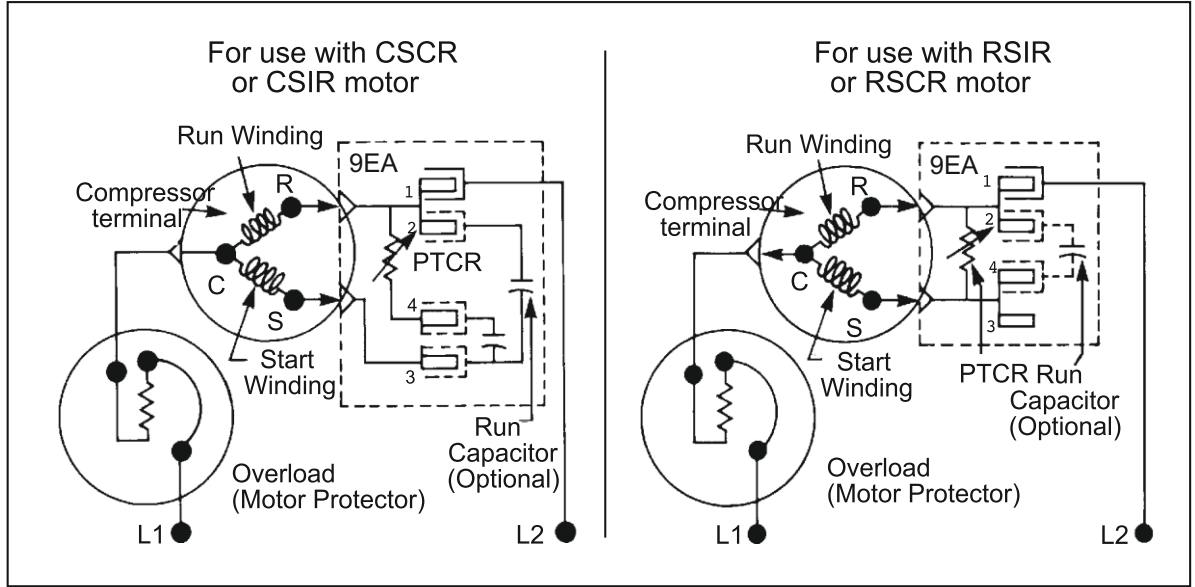 For use with CSCR
or CSIR motor
Run Winding
9EA
R
1
Compressor
terminal
2
PTCR
C
4
S
Start
Winding
3
Run
Capacitor
(Optional)
Overload
(Motor Protector)
L1
L2
For use with RSIR
or RSCR motor
Run Winding
9EA
R
1
Compressor
terminal
2
C
4
S
3
Start
Winding
PTCR
Run
Capacitor
(Optional)
Overload
(Motor Protector)
L1
L2